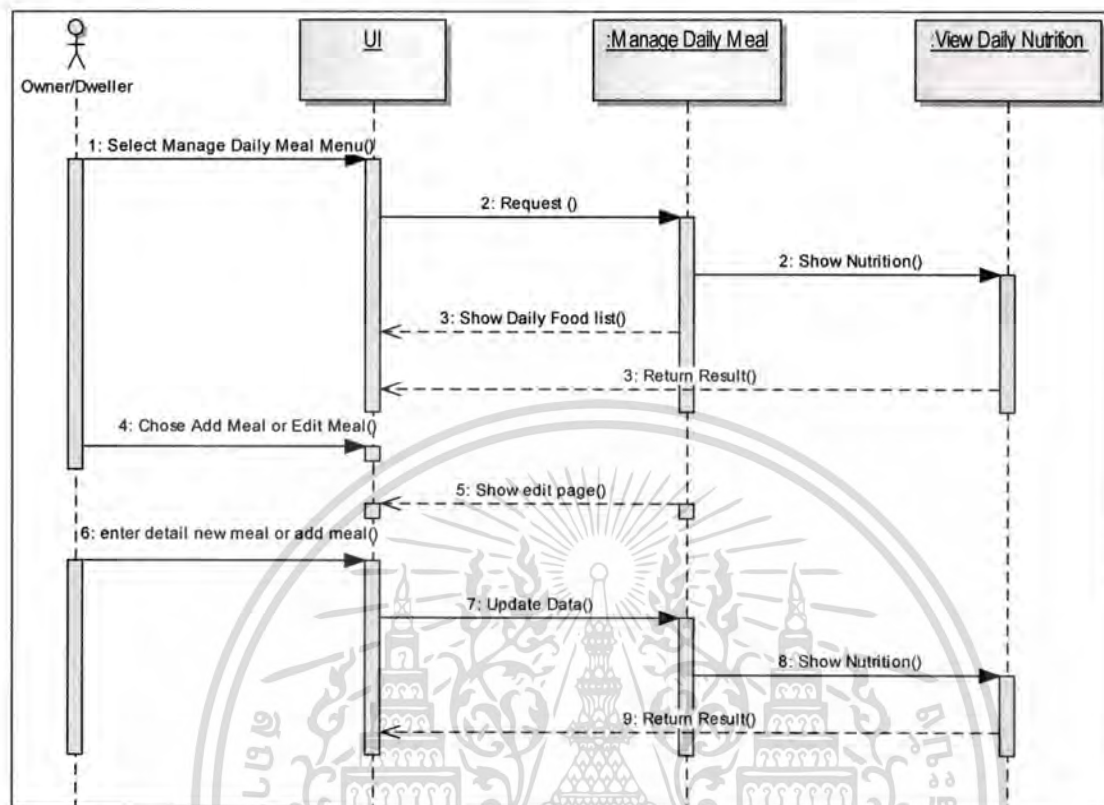 UI
:Manage Daily Meal
:View Daily Nutrition
Owner/Dweller
1: Select Manage Daily Meal Menu()
2: Request ()
2: Show Nutrition()
3: Show Daily Food list()
3: Return Result()
4: Chose Add Meal or Edit Meal()
5: Show edit page()
6: enter detail new meal or add meal()
7: Update Data()
8: Show Nutrition()
9: Return Result()